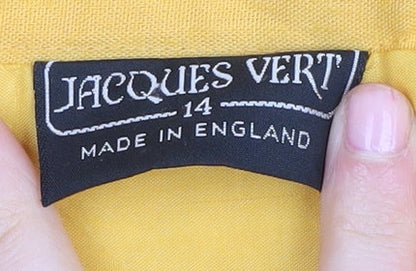 JACQUES VERT
14
MADE IN ENGLAND